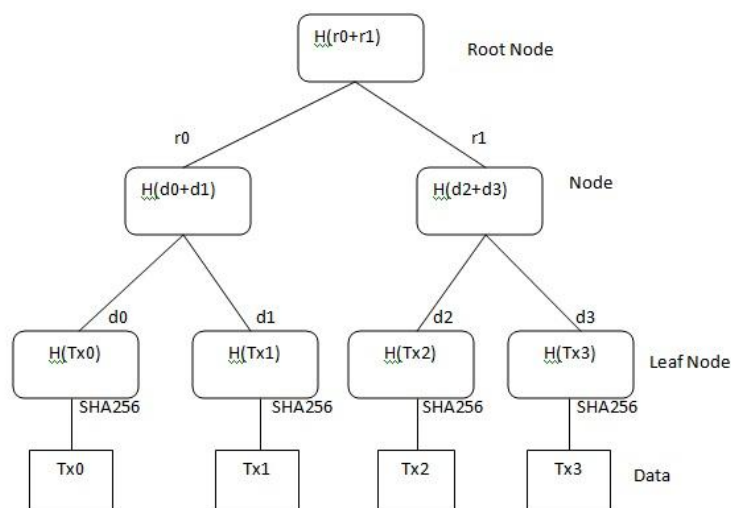 H(r0+r1)
Root Node
r0
r1
H(d0+d1)
H(d2+d3)
Node
d0
d1
d2
d3
H(Tx0)
H(Tx1)
H(Tx2)
H(Tx3)
Leaf Node
SHA256
SHA256
SHA256
SHA256
Tx0
Tx1
Tx2
Tx3
Data